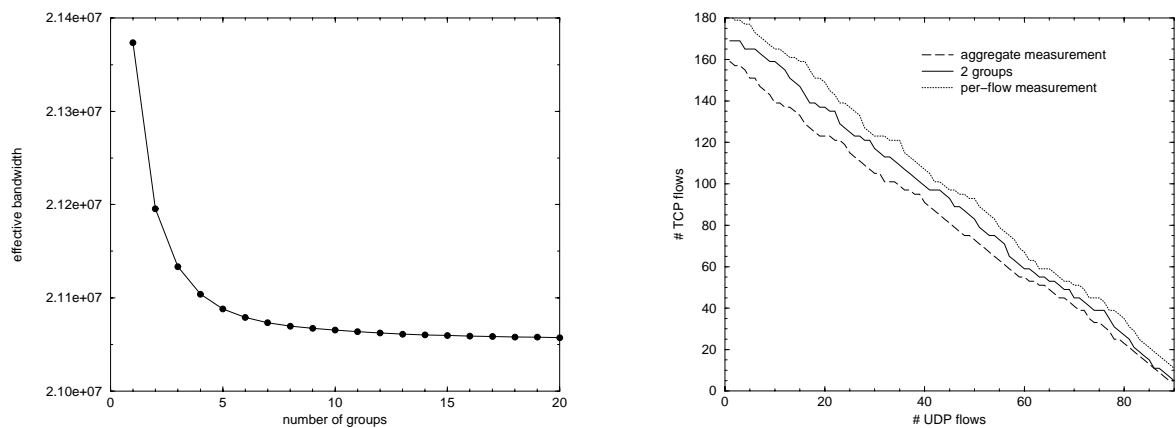 2.14e+07
2.13e+07
2.12e+07
2.11e+07
2.10e+07
effective bandwidth
0 5 10 15 20
number of groups
180
160
140
120
100
80
60
40
20
0
# TCP flows
aggregate measurement
2 groups
per-flow measurement
0 20 40 60 80
# UDP flows